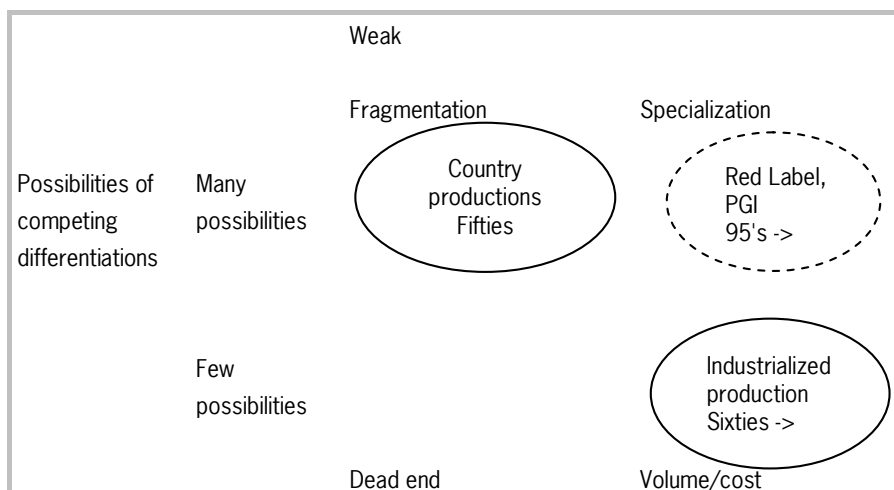 Weak
Fragmentation
Specialization
Possibilities of
competing
differentiations
Many
possibilities
Country
productions
Fifties
Red Label,
PGI
95's ->
Few
possibilities
Industrialized
production
Sixties ->
Dead end
Volume/cost